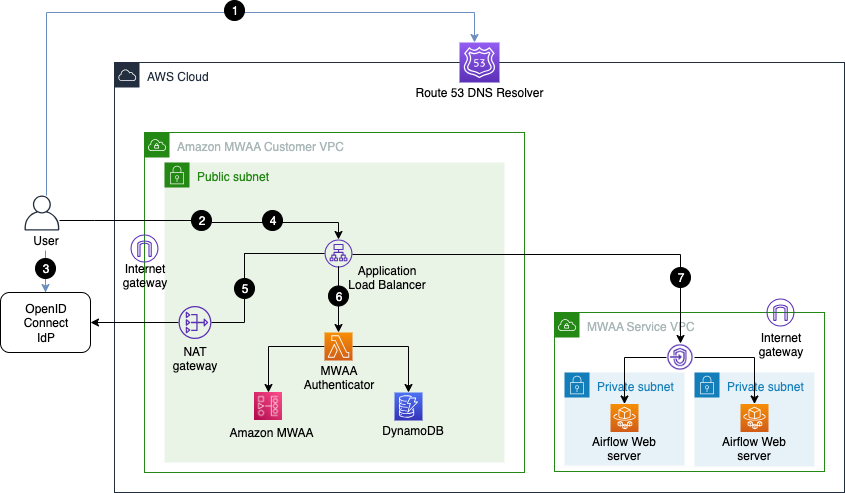 1
53
Route 53 DNS Resolver
AWS Cloud
Amazon MWAA Customer VPC
Public subnet
User
2
4
3
Internet
gateway
Application
Load Balancer
5
6
7
OpenID
Connect
IdP
NAT
gateway
MWAA
Authenticator
Amazon MWAA
DynamoDB
MWAA Service VPC
Internet
gateway
Private subnet
Private subnet
Airflow Web
server
Airflow Web
server